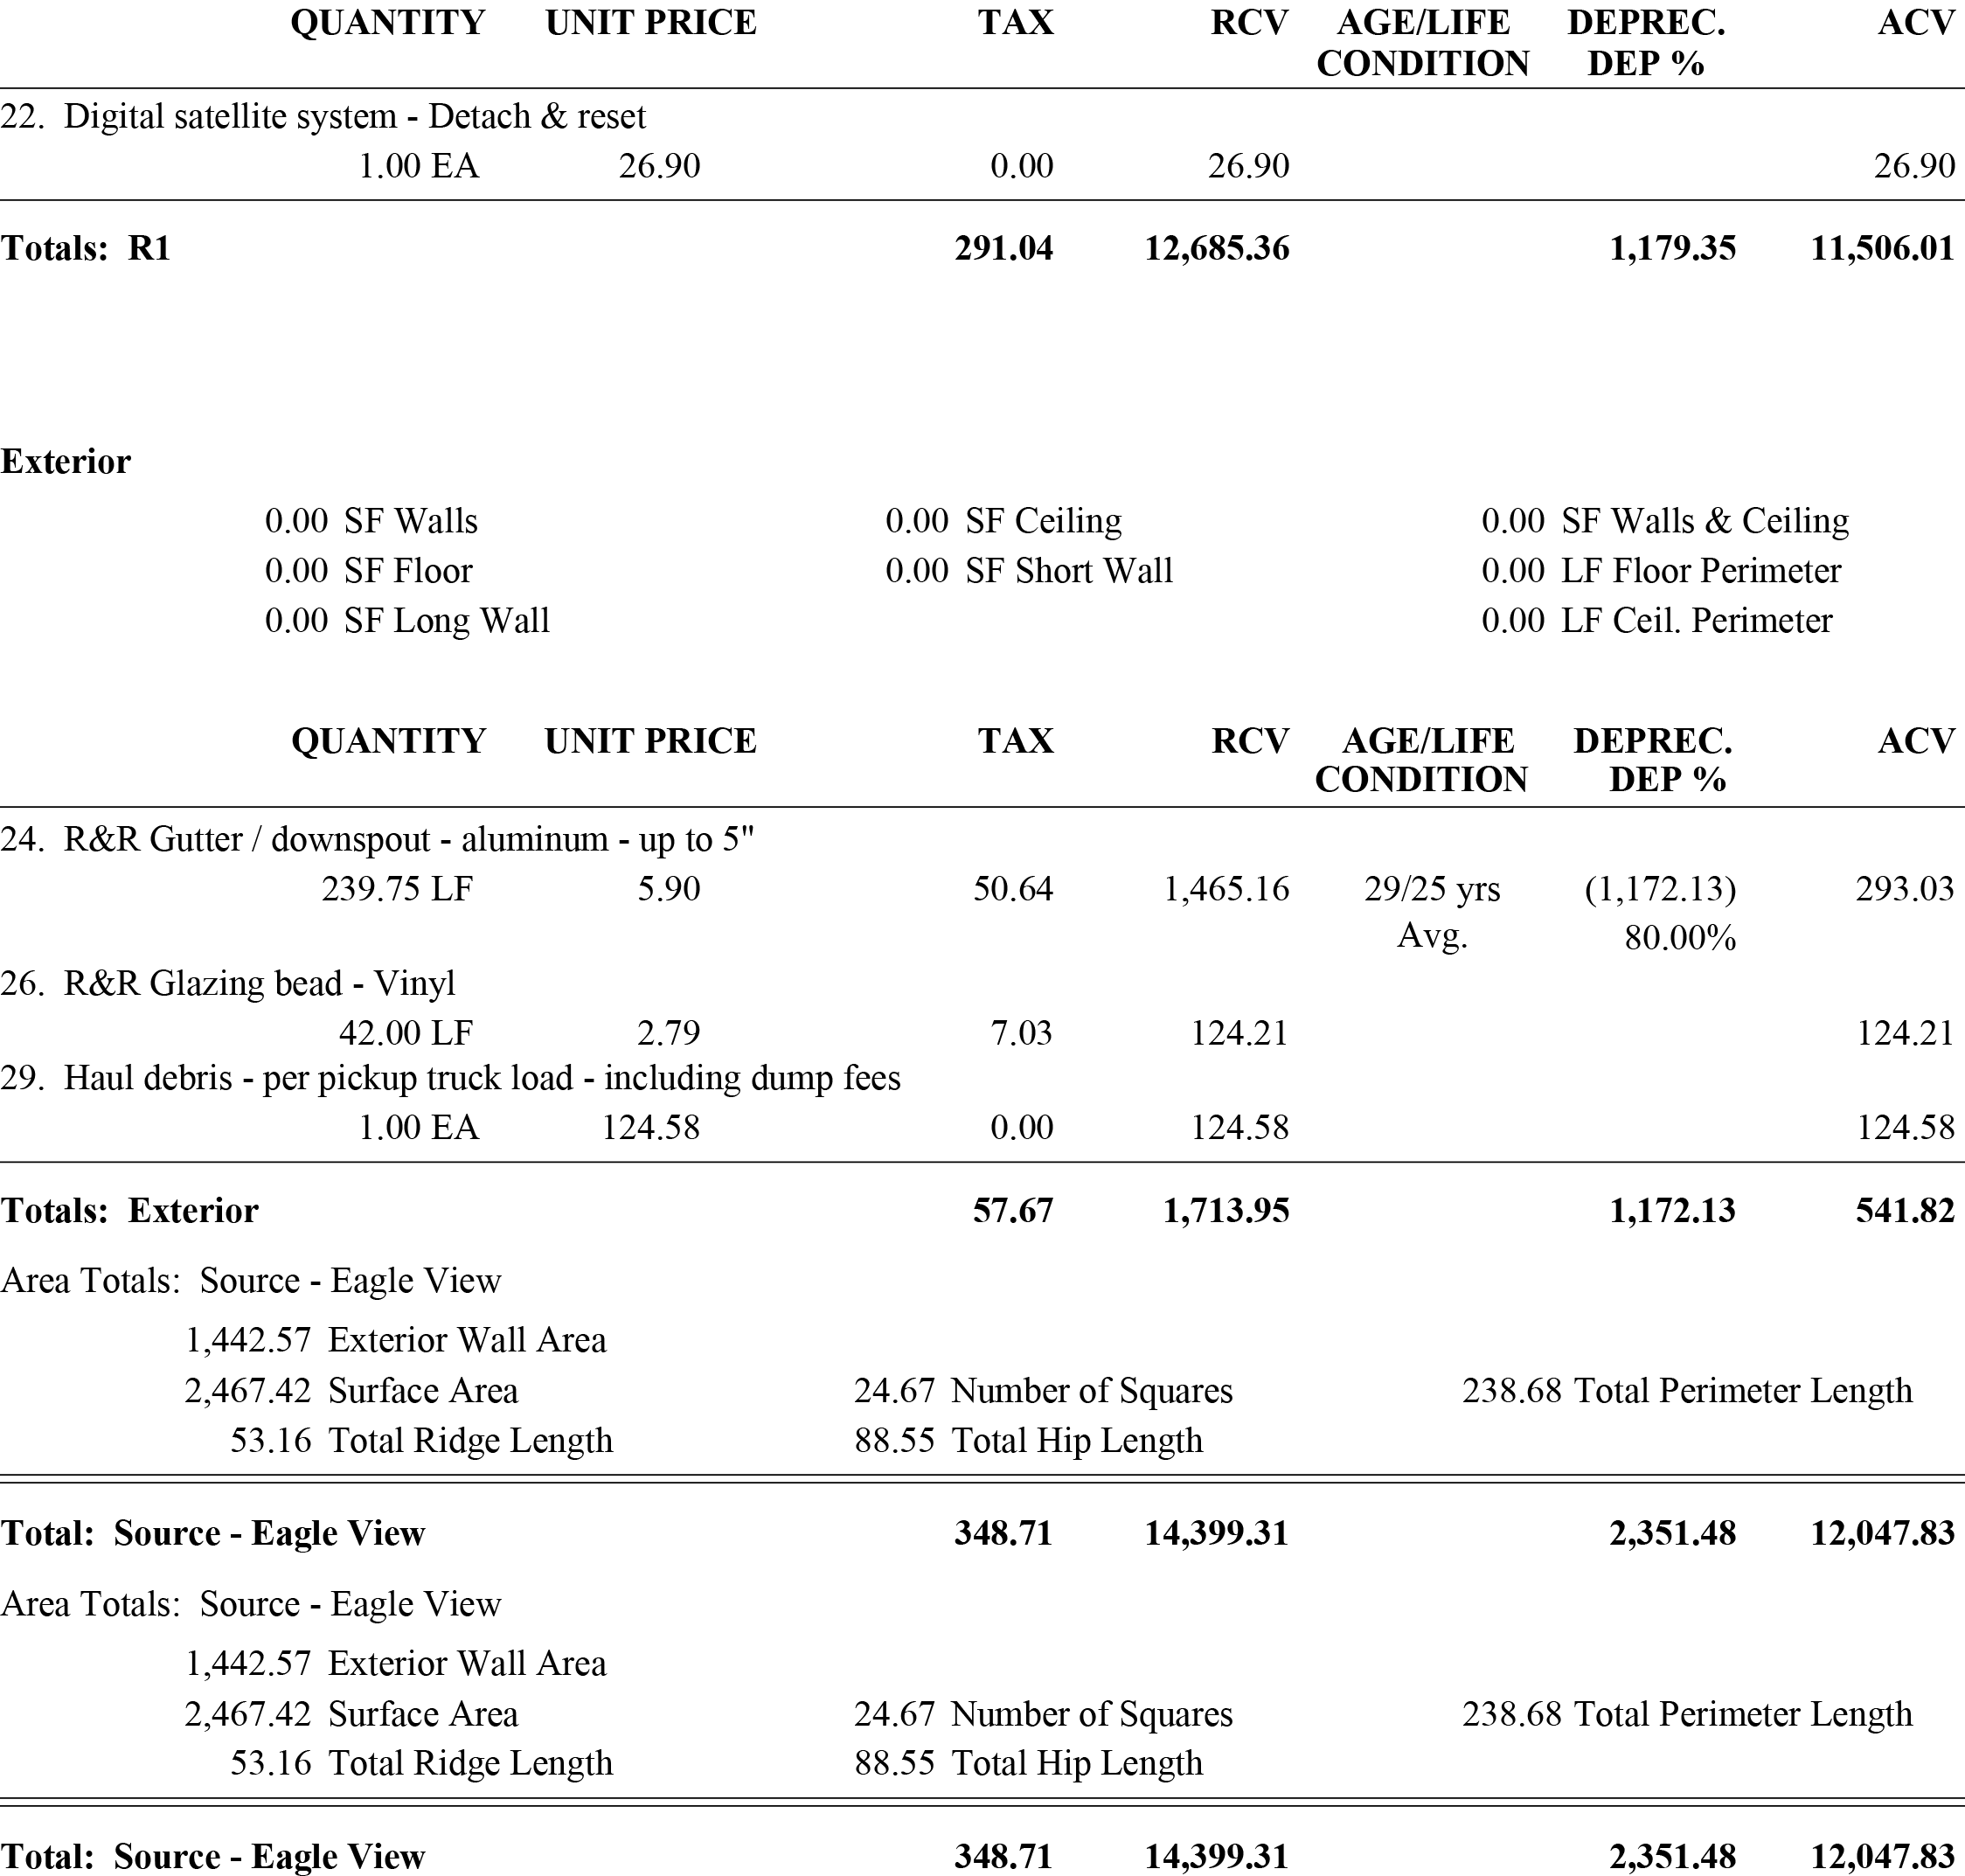 QUANTITY UNIT PRICE TAX RCV AGE/LIFE DEPREC. ACV
CONDITION DEP %
22. Digital satellite system - Detach & reset
1.00 EA 26.90 0.00 26.90 26.90
Totals: R1 291.04 12,685.36 1,179.35 11,506.01
Exterior
0.00 SF Walls 0.00 SF Ceiling 0.00 SF Walls & Ceiling
0.00 SF Floor 0.00 SF Short Wall 0.00 LF Floor Perimeter
0.00 SF Long Wall 0.00 LF Ceil. Perimeter
QUANTITY UNIT PRICE TAX RCV AGE/LIFE DEPREC. ACV
CONDITION DEP %
24. R&R Gutter / downspout - aluminum - up to 5"
239.75 LF 5.90 50.64 1,465.16 29/25 yrs (1,172.13) 293.03
Avg. 80.00%
26. R&R Glazing bead - Vinyl
42.00 LF 2.79 7.03 124.21 124.21
29. Haul debris - per pickup truck load - including dump fees
1.00 EA 124.58 0.00 124.58 124.58
Totals: Exterior 57.67 1,713.95 1,172.13 541.82
Area Totals: Source - Eagle View
1,442.57 Exterior Wall Area
2,467.42 Surface Area 24.67 Number of Squares 238.68 Total Perimeter Length
53.16 Total Ridge Length 88.55 Total Hip Length
Total: Source - Eagle View 348.71 14,399.31 2,351.48 12,047.83
Area Totals: Source - Eagle View
1,442.57 Exterior Wall Area
2,467.42 Surface Area 24.67 Number of Squares 238.68 Total Perimeter Length
53.16 Total Ridge Length 88.55 Total Hip Length
Total: Source - Eagle View 348.71 14,399.31 2,351.48 12,047.83